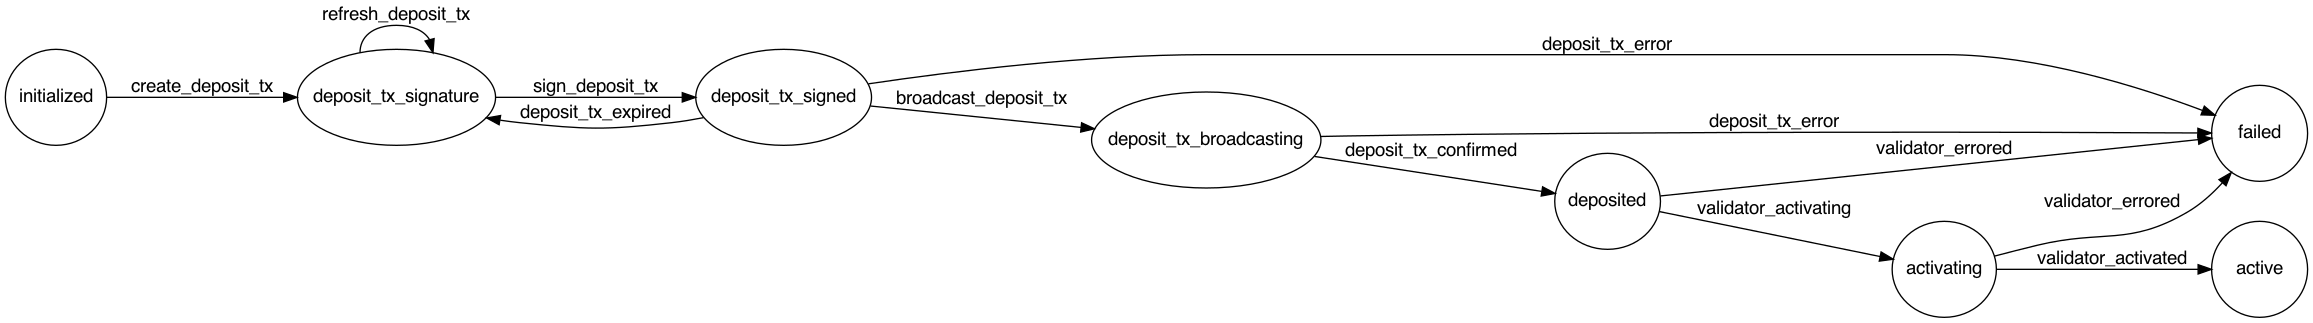 refresh_deposit_tx
initialized
create_deposit_tx
deposit_tx_signature
sign_deposit_tx
deposit_tx_expired
deposit_tx_signed
deposit_tx_error
broadcast_deposit_tx
deposit_tx_broadcasting
deposit_tx_error
deposit_tx_confirmed
validator_errored
deposited
validator_activating
validator_errored
activating
validator_activated
failed
active